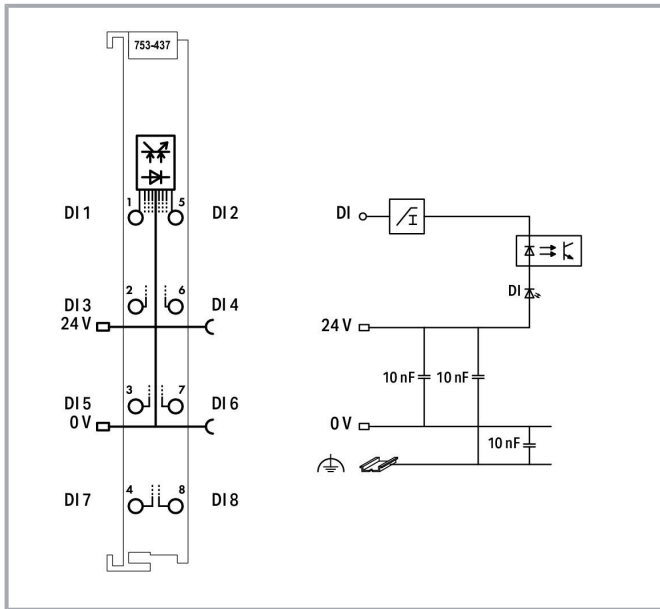 753-437
1 5
DI 1 DI 2
2 6
DI 3 DI 4
24 V
3 7
DI 5 DI 6
0 V
4 8
DI 7 DI 8
DI
I
DI
24 V
10 nF 10 nF
0 V
10 nF